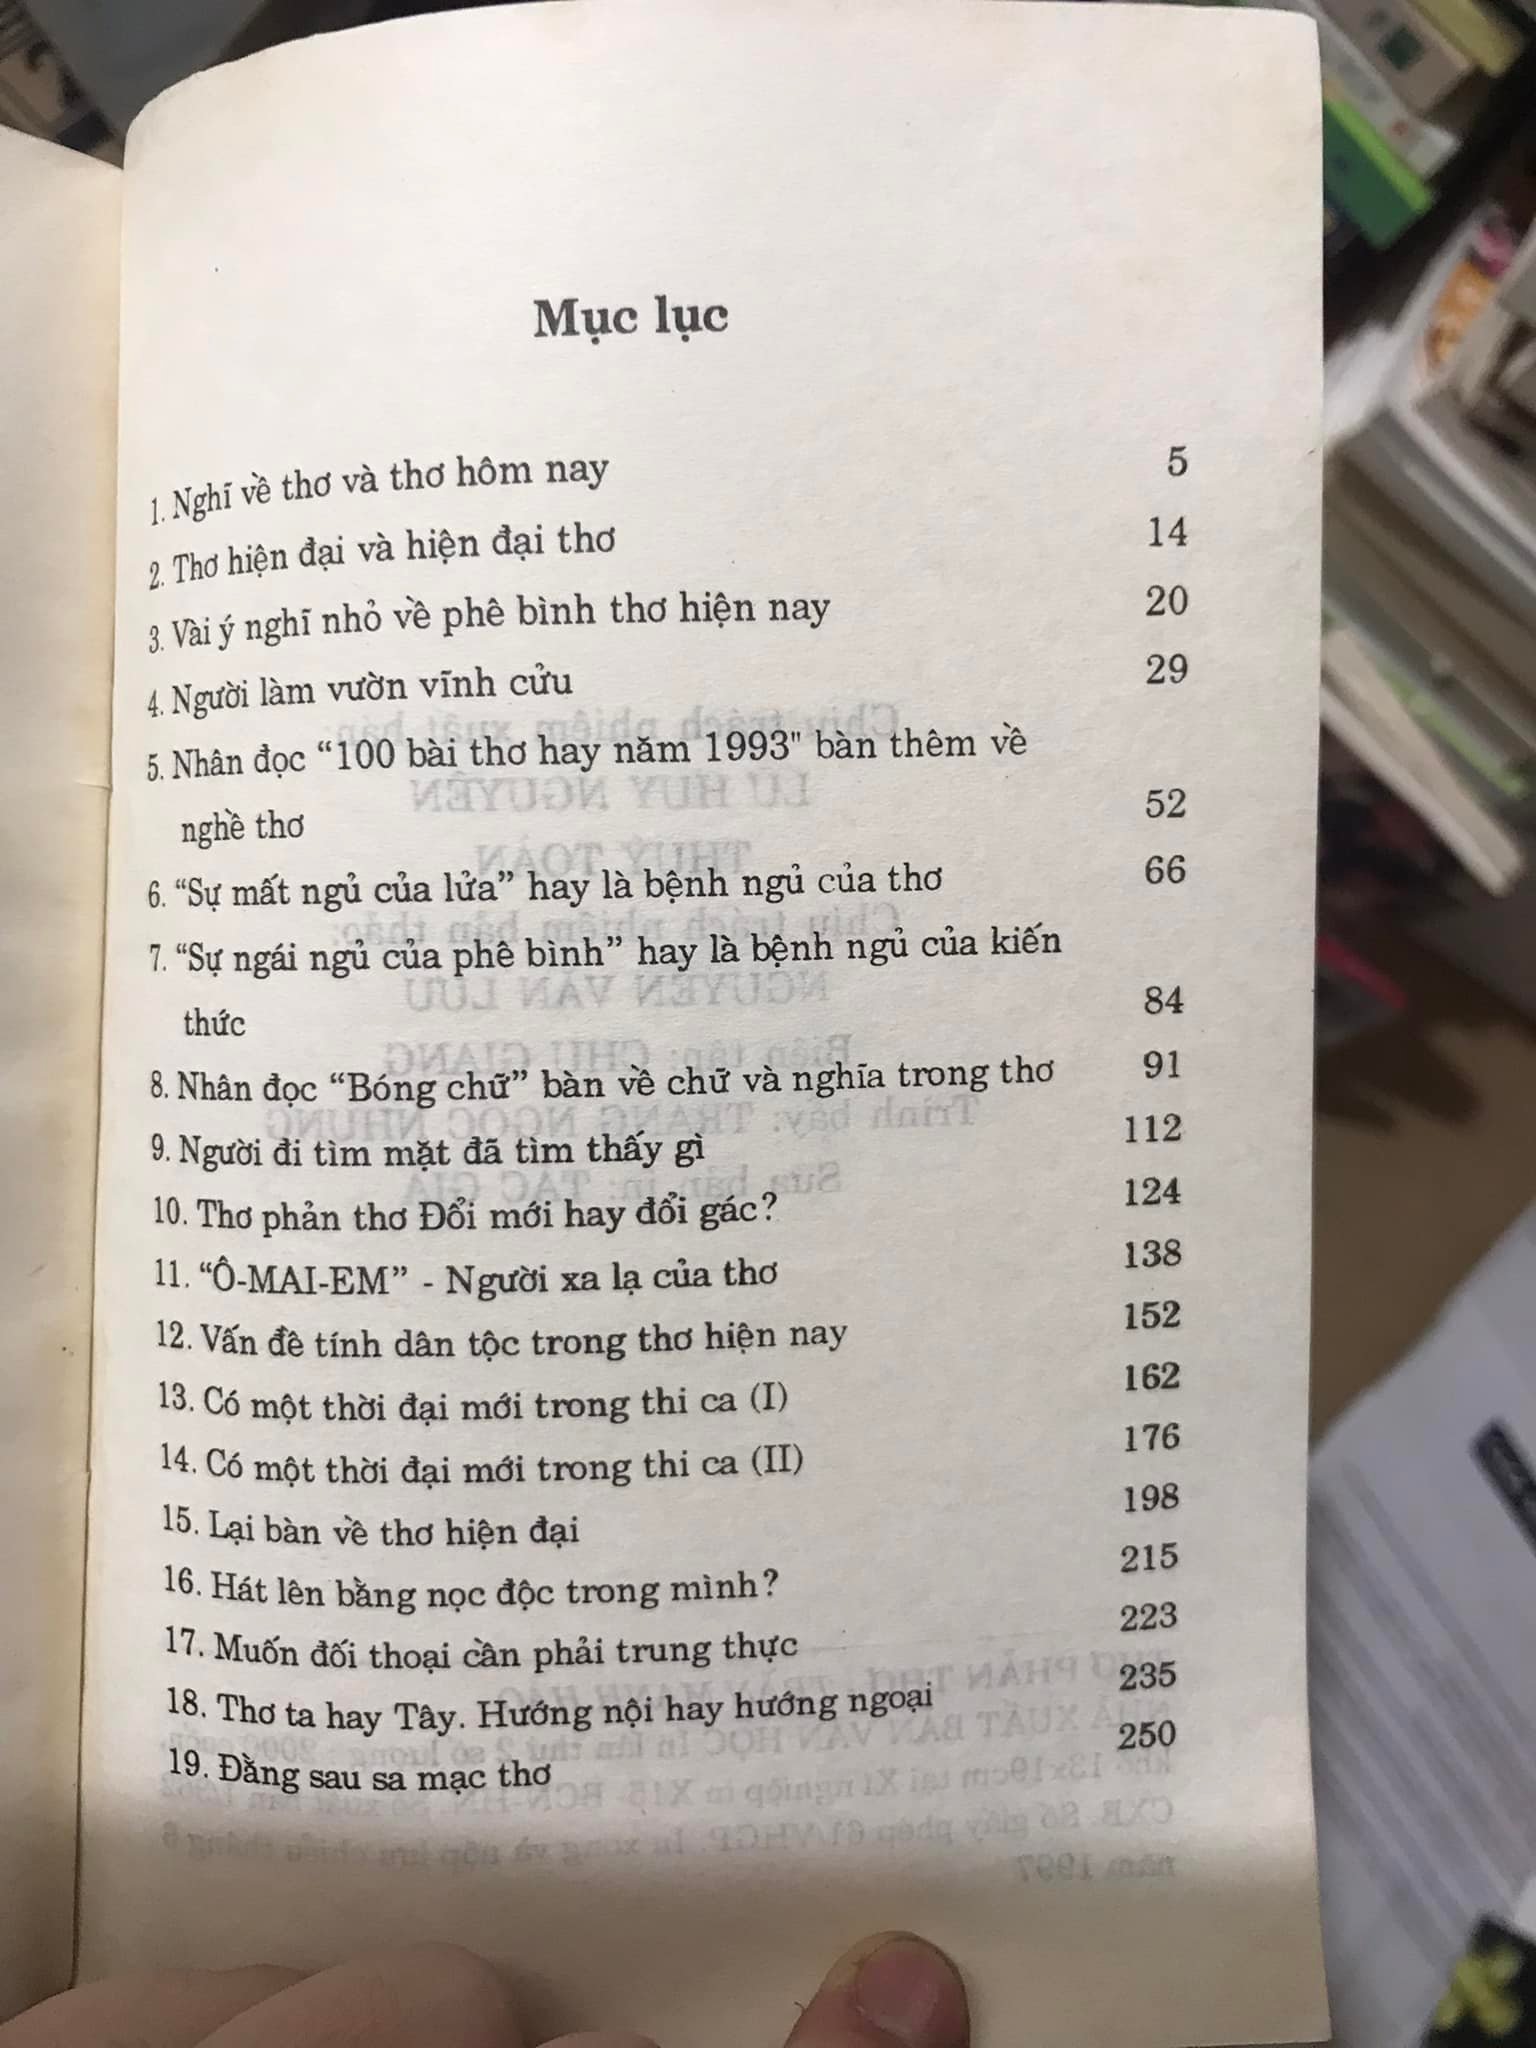 Mục lục
1. Nghĩ về thơ và thơ hôm nay 5
2. Thơ hiện đại và hiện đại thơ 14
3. Vài ý nghĩ nhỏ về phê bình thơ hiện nay 20
4. Người làm vườn vĩnh cửu 29
5. Nhân đọc “100 bài thơ hay năm 1993" bàn thêm về
nghề thơ 52
6. “Sự mất ngủ của lửa” hay là bệnh ngủ của thơ 66
7. “Sự ngái ngủ của phê bình” hay là bệnh ngủ của kiến
thức 84
8. Nhân đọc “Bóng chữ” bàn về chữ và nghĩa trong thơ 91
9. Người đi tìm mặt đã tìm thấy gì 112
10. Thơ phản thơ Đổi mới hay đổi gác? 124
11. “Ô-MAI-EM” - Người xa lạ của thơ 138
12. Vấn đề tính dân tộc trong thơ hiện nay 152
13. Có một thời đại mới trong thi ca (I) 162
14. Có một thời đại mới trong thi ca (II) 176
15. Lại bàn về thơ hiện đại 198
16. Hát lên bằng nọc độc trong mình? 215
17. Muốn đối thoại cần phải trung thực 223
18. Thơ ta hay Tây. Hướng nội hay hướng ngoại 235
19. Đằng sau sa mạc thơ 250